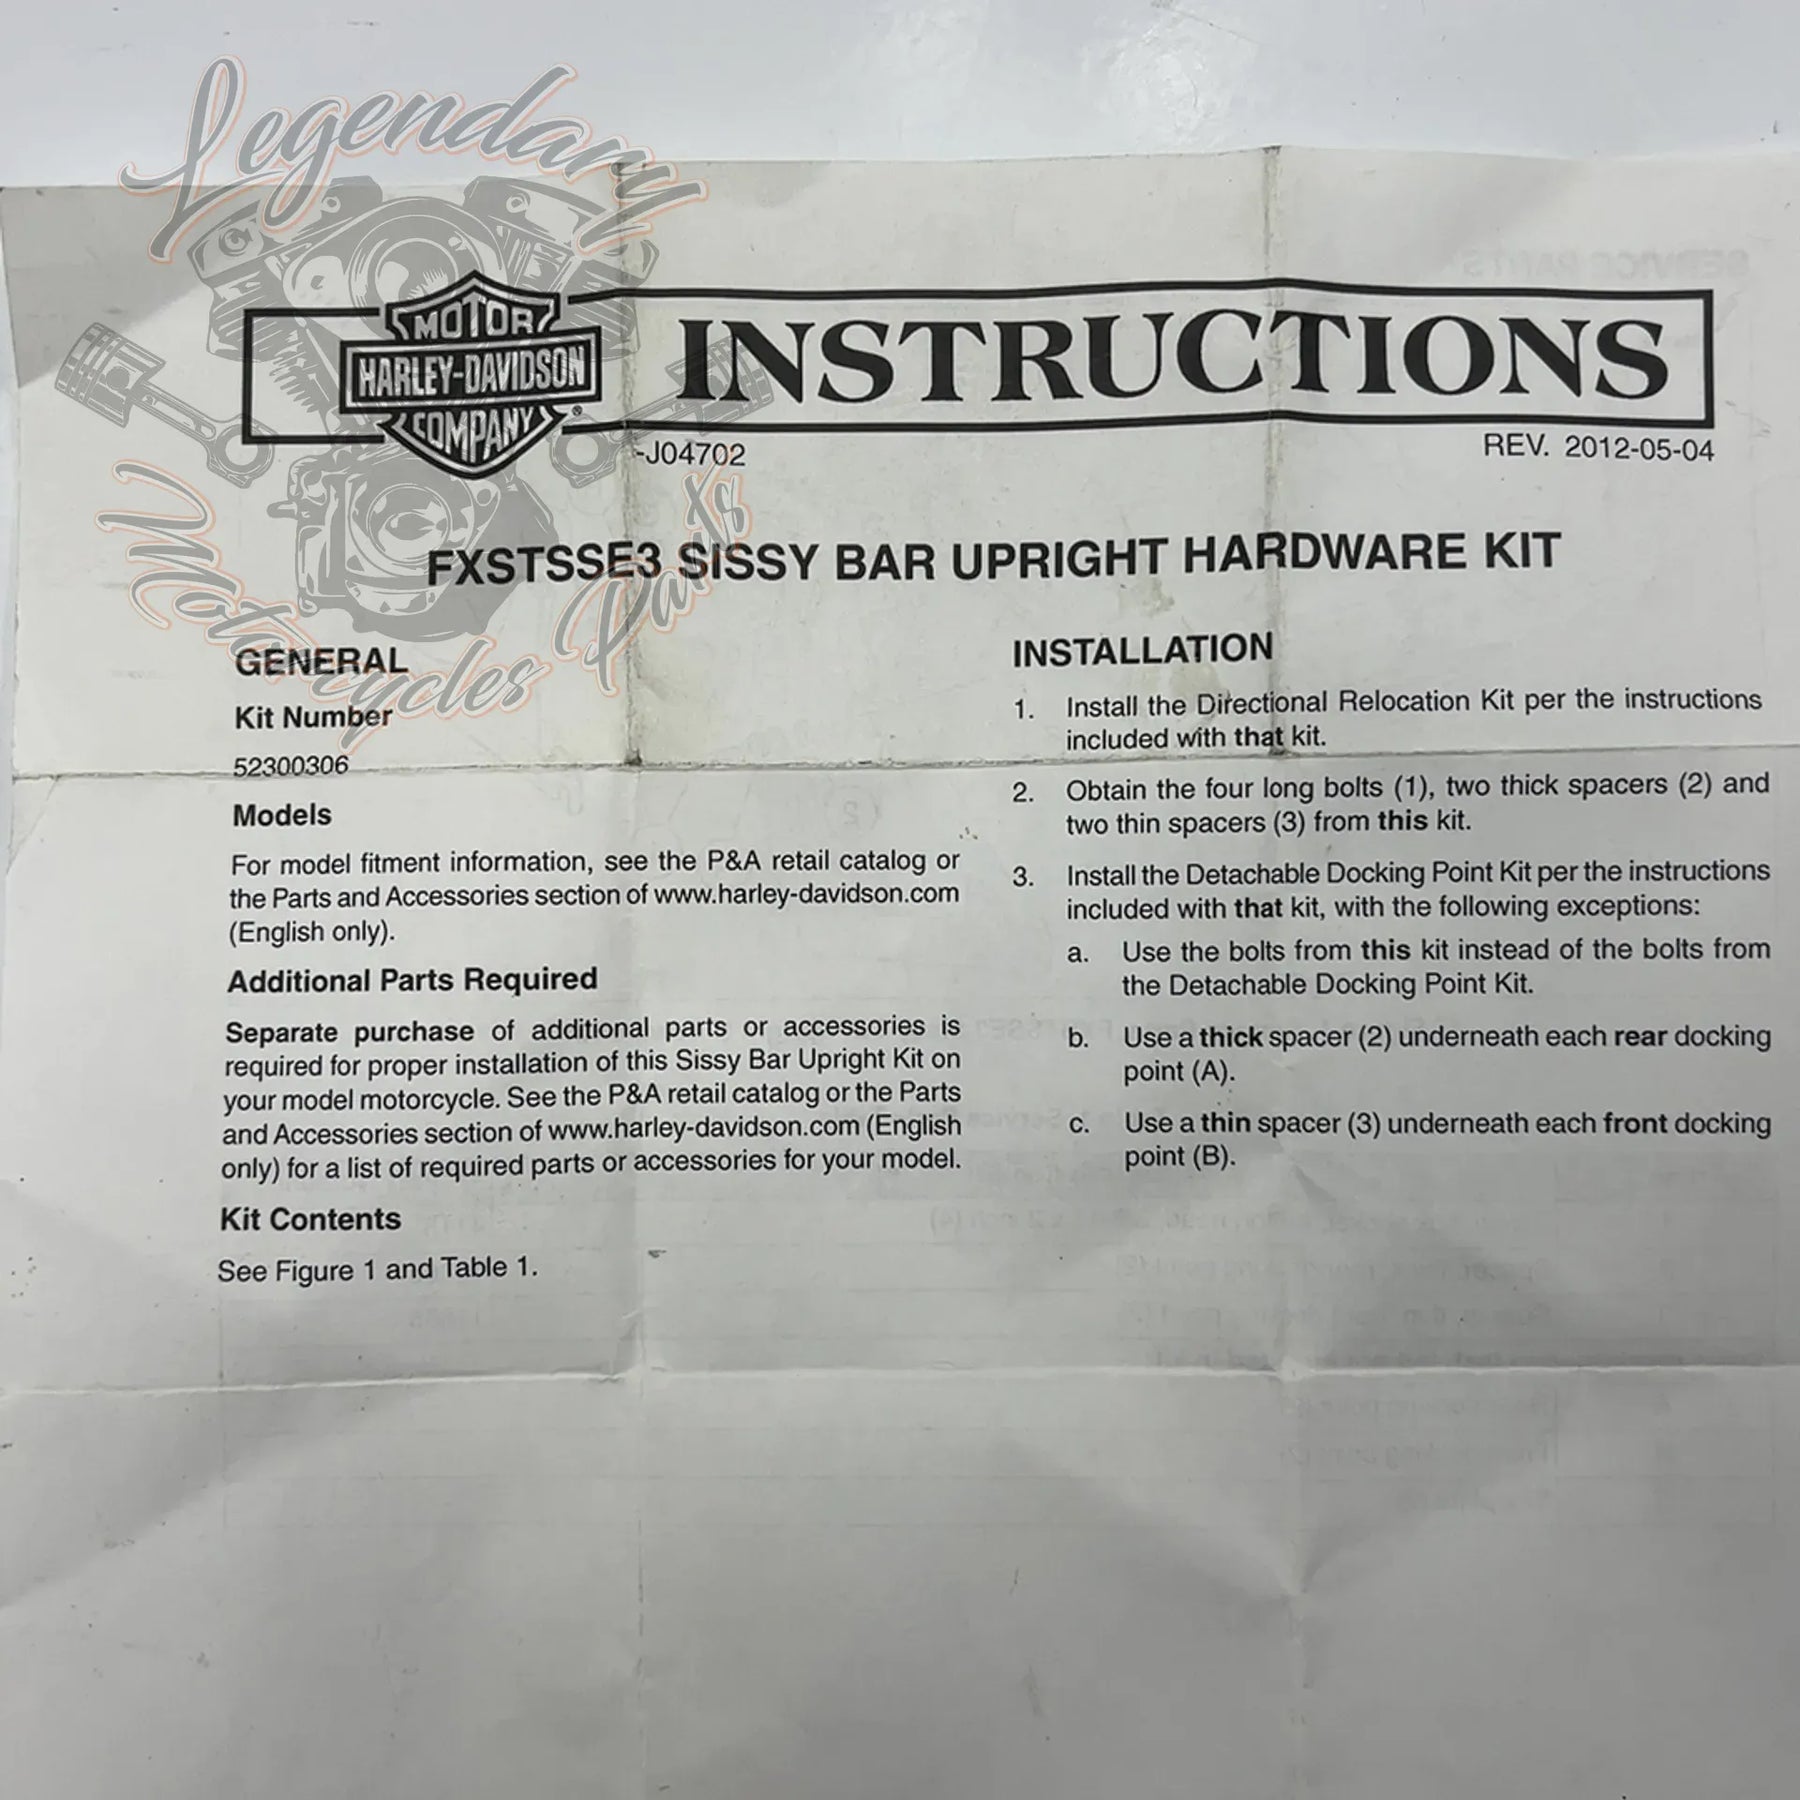 Legendary
Motorcycles Parts
MOTOR
HARLEY-DAVIDSON
COMPANY
®
INSTRUCTIONS
-J04702
REV. 2012-05-04
FXSTSSE3 SISSY BAR UPRIGHT HARDWARE KIT
GENERAL
Kit Number
52300306
Models
For model fitment information, see the P&A retail catalog or
the Parts and Accessories section of www.harley-davidson.com
(English only).
Additional Parts Required
Separate purchase of additional parts or accessories is
required for proper installation of this Sissy Bar Upright Kit on
your model motorcycle. See the P&A retail catalog or the Parts
and Accessories section of www.harley-davidson.com (English
only) for a list of required parts or accessories for your model.
Kit Contents
See Figure 1 and Table 1.
INSTALLATION
1. Install the Directional Relocation Kit per the instructions
included with that kit.
2. Obtain the four long bolts (1), two thick spacers (2) and
two thin spacers (3) from this kit.
3. Install the Detachable Docking Point Kit per the instructions
included with that kit, with the following exceptions:
a. Use the bolts from this kit instead of the bolts from
the Detachable Docking Point Kit.
b. Use a thick spacer (2) underneath each rear docking
point (A).
c. Use a thin spacer (3) underneath each front docking
point (B).